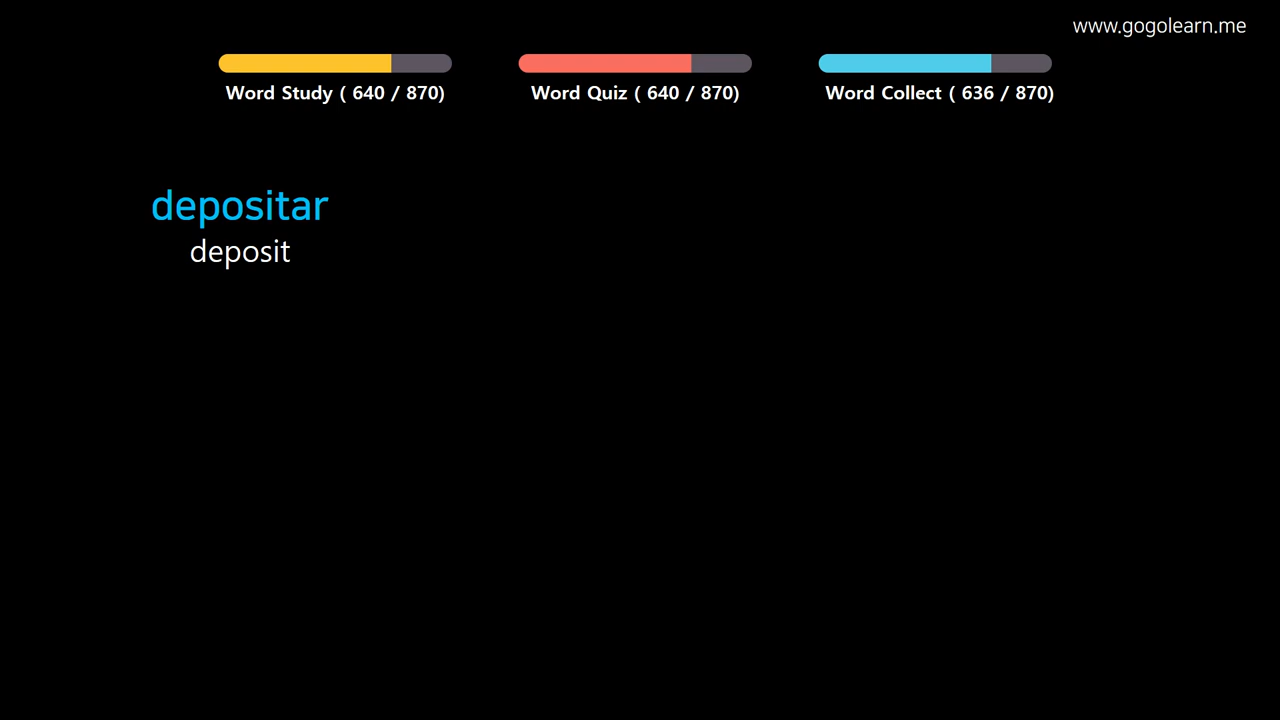 www.gogolearn.me
Word Study ( 640 / 870)
Word Quiz ( 640 / 870)
Word Collect ( 636 / 870)
depositar
deposit